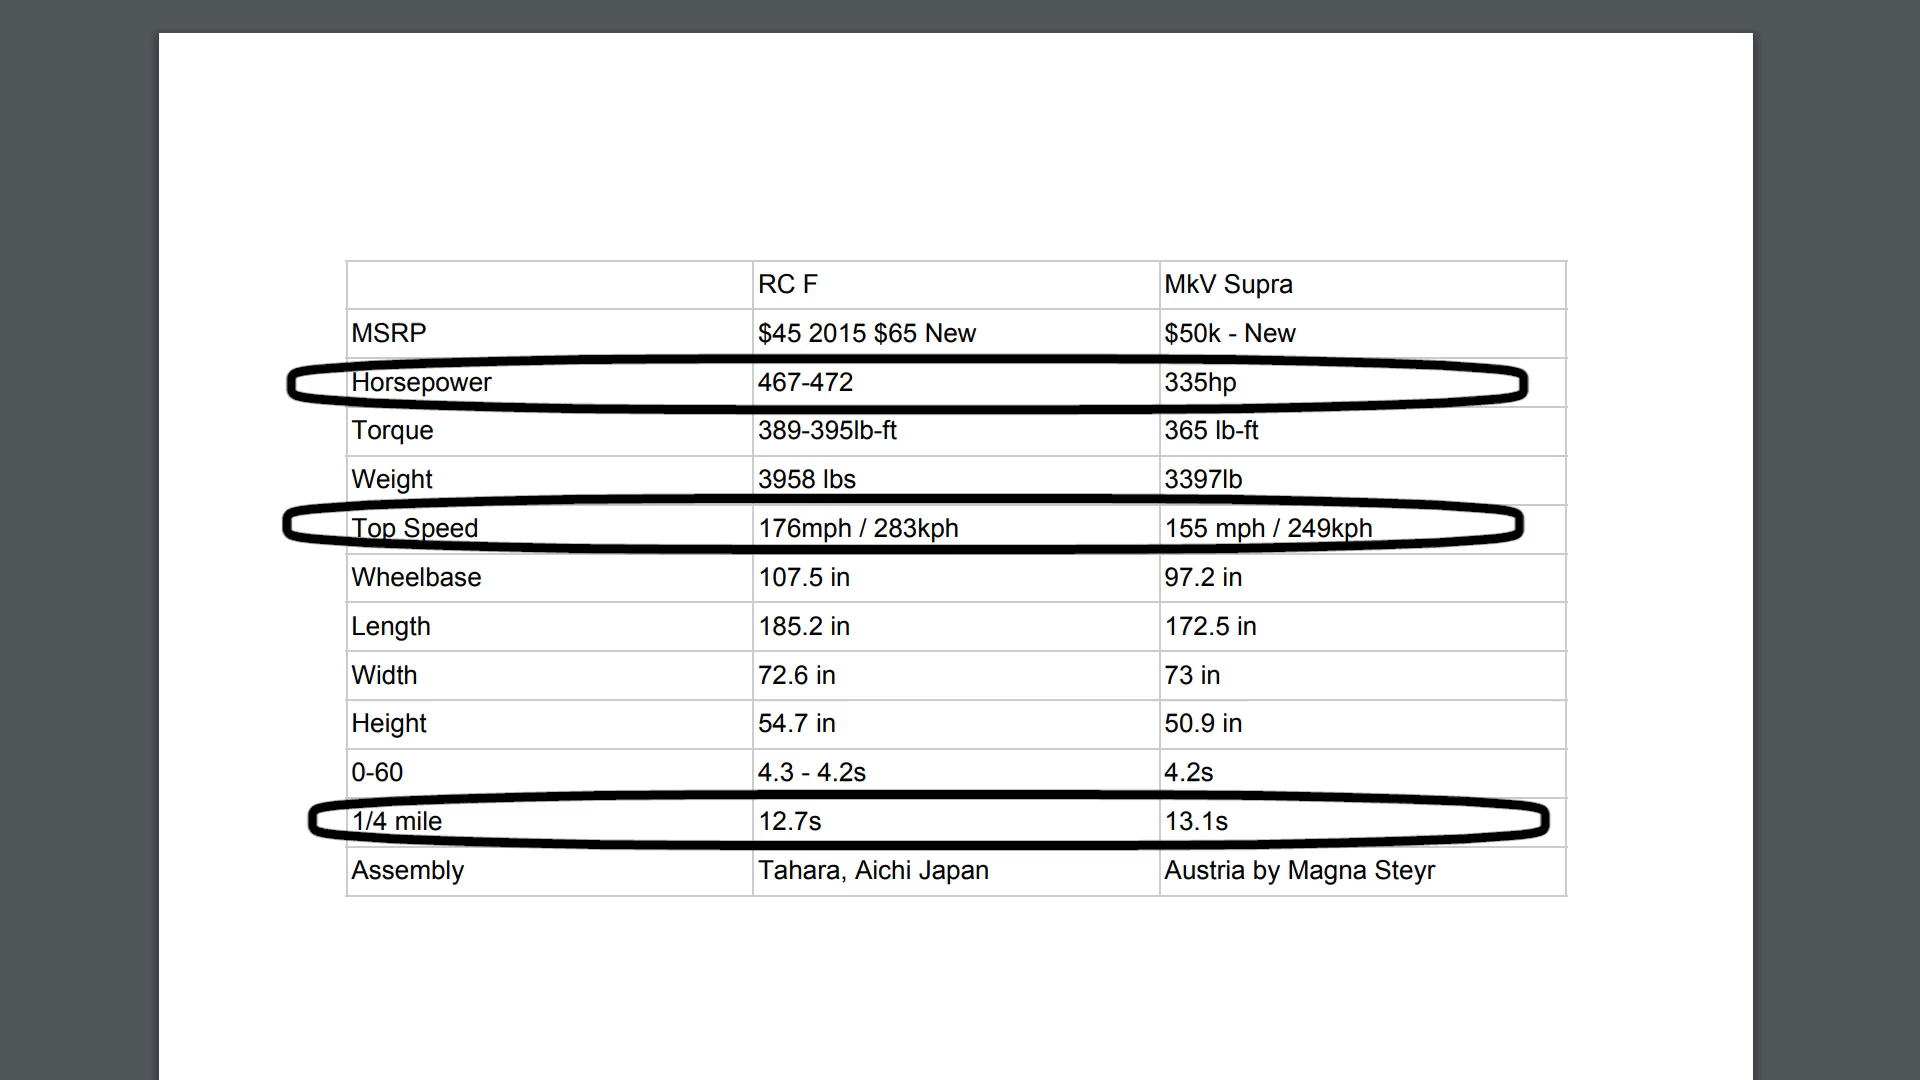 RC F MkV Supra
MSRP $45 2015 $65 New $50k - New
Horsepower 467-472 335hp
Torque 389-395lb-ft 365 lb-ft
Weight 3958 lbs 3397lb
Top Speed 176mph / 283kph 155 mph / 249kph
Wheelbase 107.5 in 97.2 in
Length 185.2 in 172.5 in
Width 72.6 in 73 in
Height 54.7 in 50.9 in
0-60 4.3 - 4.2s 4.2s
1/4 mile 12.7s 13.1s
Assembly Tahara, Aichi Japan Austria by Magna Steyr